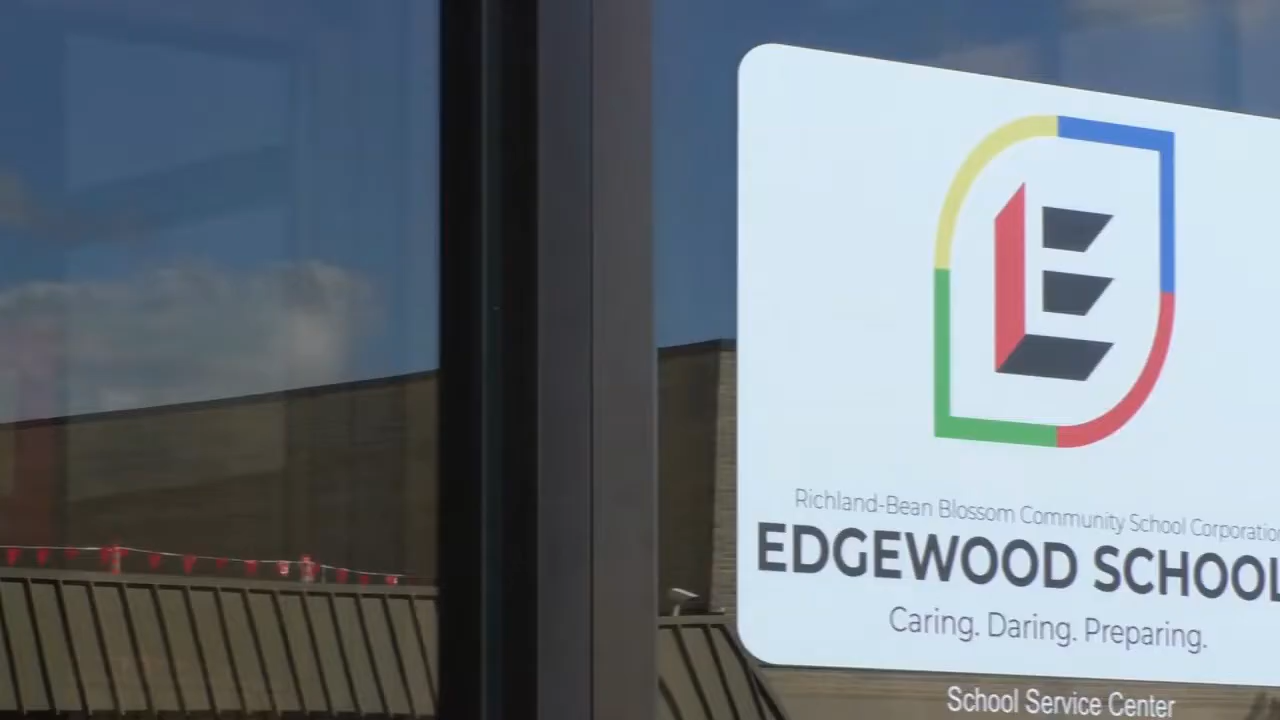 E
Richland-Bean Blossom Community School Corporation
EDGEWOOD SCHOOL
Caring. Daring. Preparing.
School Service Center